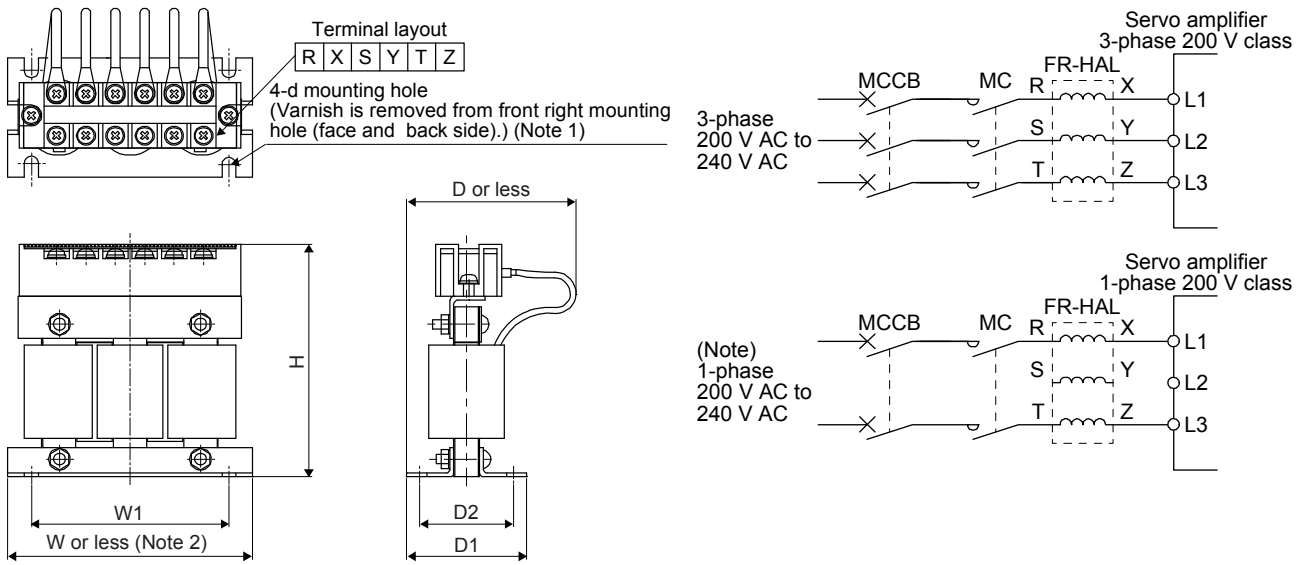 Terminal layout
R X S Y T Z
4-d mounting hole
(Varnish is removed from front right mounting
hole (face and back side).) (Note 1)
D or less
H
W1
W or less (Note 2)
D2
D1
Servo amplifier
3-phase 200 V class
FR-HAL
MCCB
MC
R
X
L1
3-phase
200 V AC to
240 V AC
S
Y
L2
T
Z
L3
Servo amplifier
1-phase 200 V class
FR-HAL
MCCB
MC
R
X
L1
(Note)
1-phase
200 V AC to
240 V AC
S
Y
L2
T
Z
L3